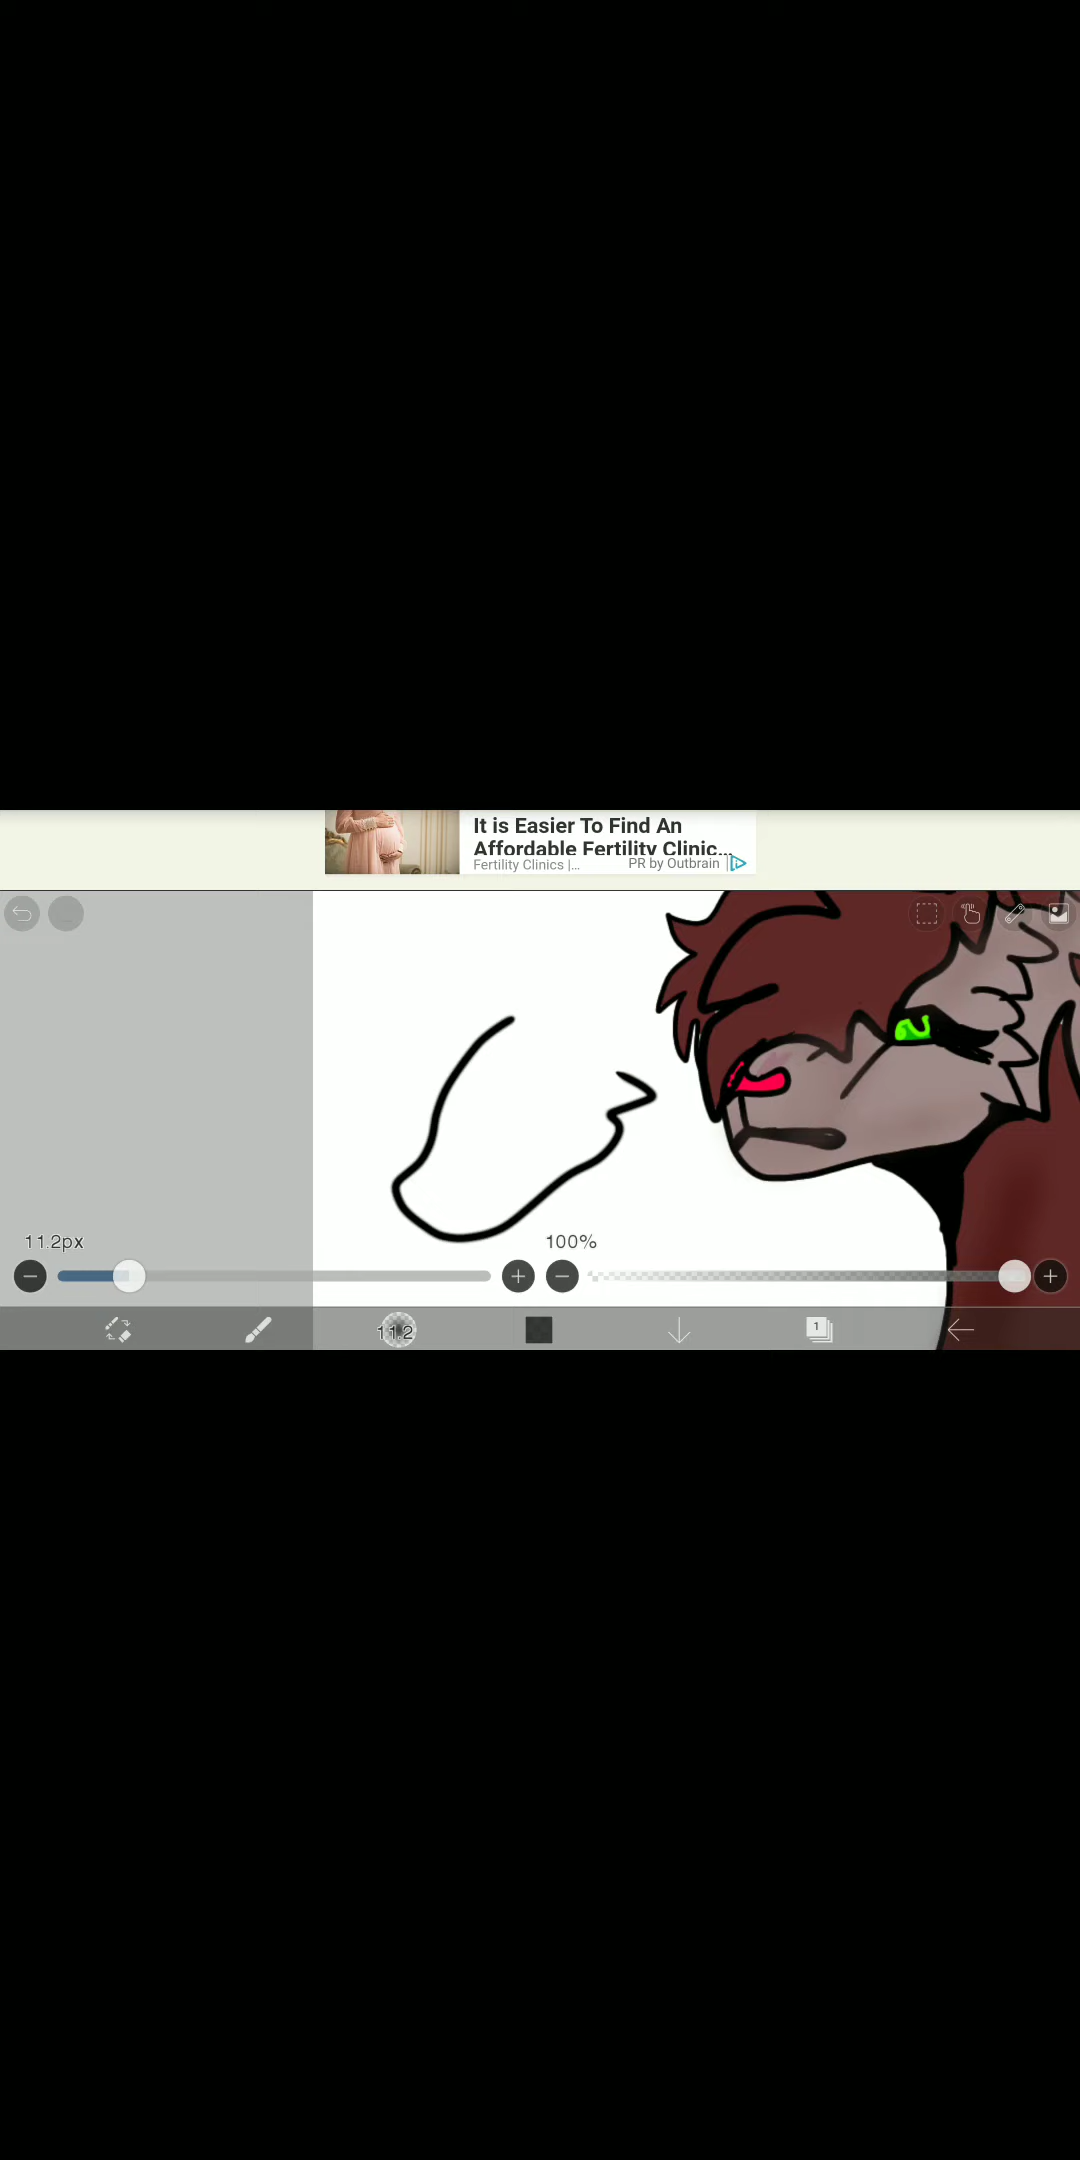 It is Easier To Find An
Affordable Fertility Clinic...
Fertility Clinics |...
PR by Outbrain
11.2px
100%
11.2
1